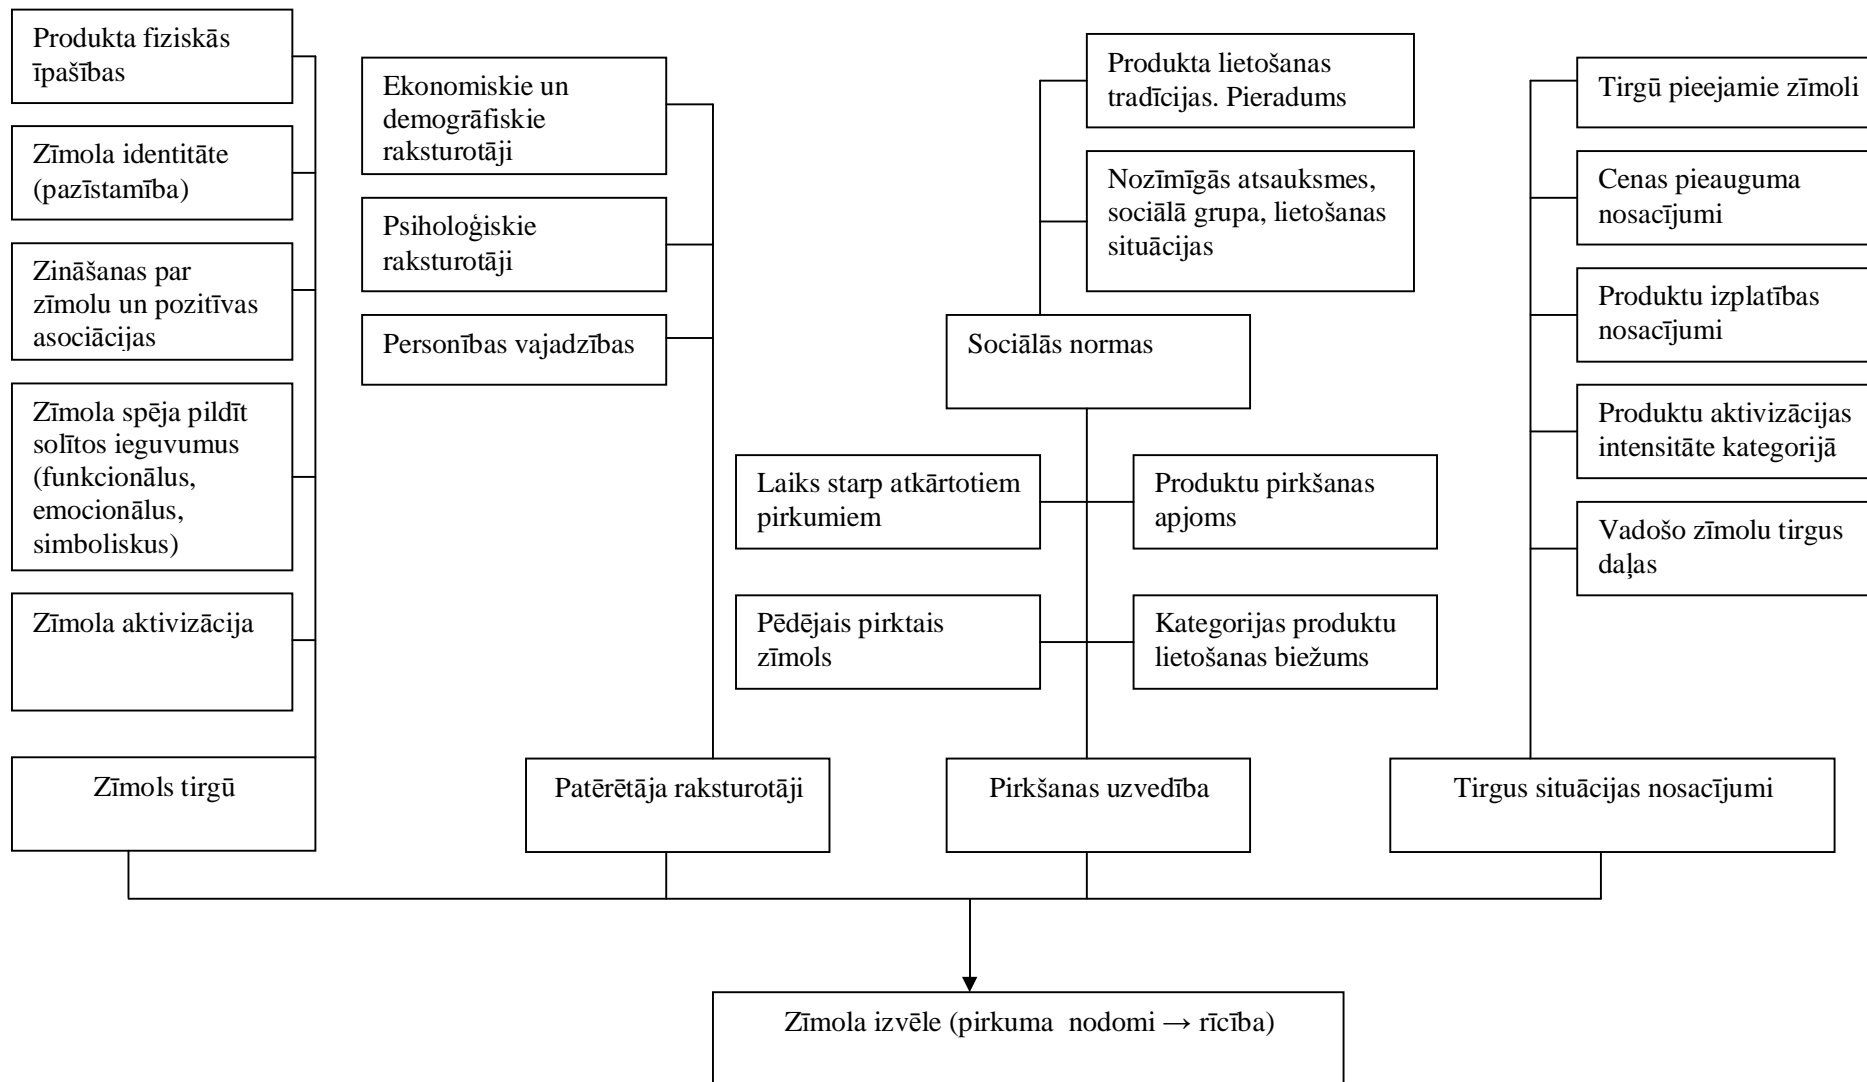 Produkta fiziskās
īpašības
Zīmola identitāte
(pazīstamība)
Zināšanas par
zīmolu un pozitīvas
asociācijas
Zīmola spēja pildīt
solītos ieguvumus
(funkcionālus,
emocionālus,
simboliskus)
Zīmola aktivizācija
Zīmols tirgū
Ekonomiskie un
demogrāfiskie
raksturotāji
Psiholoģiskie
raksturotāji
Personības vajadzības
Patērētāja raksturotāji
Produkta lietošanas
tradīcijas. Pieradums
Nozīmīgās atsauksmes,
sociālā grupa, lietošanas
situācijas
Sociālās normas
Laiks starp atkārtotiem
pirkumiem
Produktu pirkšanas
apjoms
Pēdējais pirktais
zīmols
Kategorijas produktu
lietošanas biežums
Pirkšanas uzvedība
Tirgū pieejamie zīmoli
Cenas pieauguma
nosacījumi
Produktu izplatības
nosacījumi
Produktu aktivizācijas
intensitāte kategorijā
Vadošo zīmolu tirgus
daļas
Tirgus situācijas nosacījumi
Zīmola izvēle (pirkuma  nodomi → rīcība)